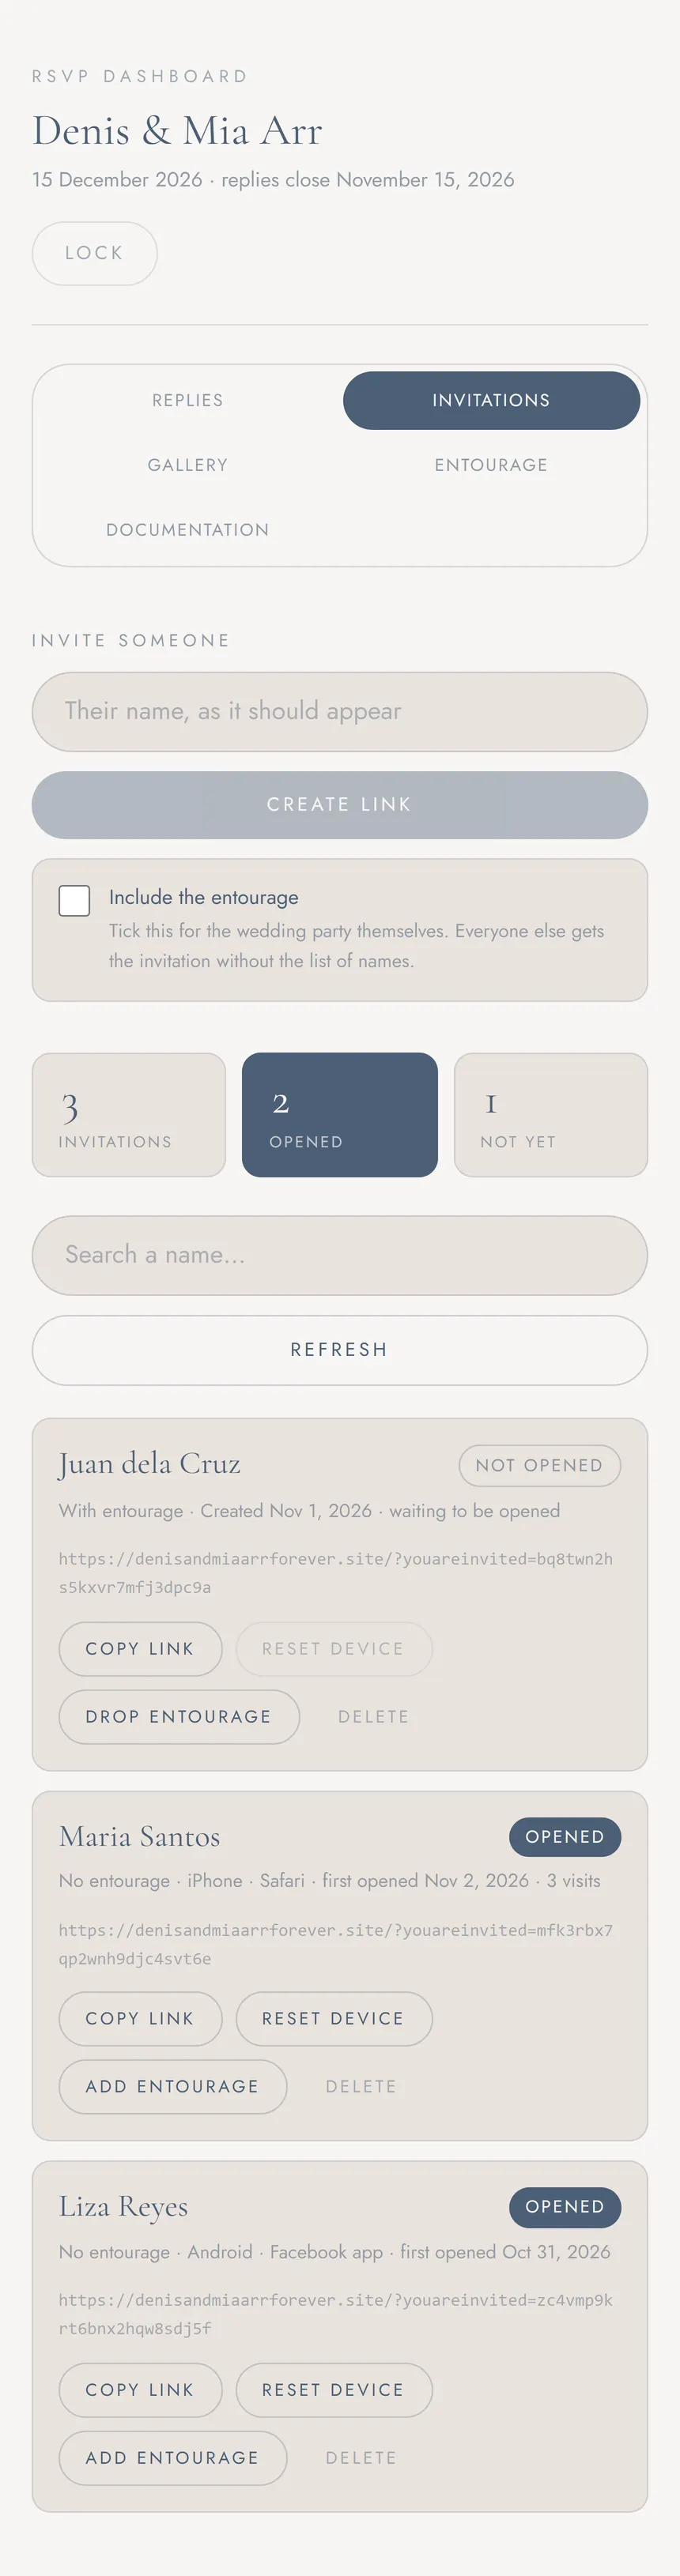 RSVP DASHBOARD
Denis & Mia Arr
15 December 2026 · replies close November 15, 2026
LOCK
REPLIES
INVITATIONS
GALLERY
ENTOURAGE
DOCUMENTATION
INVITE SOMEONE
Their name, as it should appear
CREATE LINK
Include the entourage
Tick this for the wedding party themselves. Everyone else gets
the invitation without the list of names.
3
INVITATIONS
2
OPENED
1
NOT YET
Search a name...
REFRESH
Juan dela Cruz
NOT OPENED
With entourage · Created Nov 1, 2026 · waiting to be opened
https://denisandmiaarrforever.site/?youareinvited=bq8twn2h
s5kxvr7mfj3dpc9a
COPY LINK
RESET DEVICE
DROP ENTOURAGE
DELETE
Maria Santos
OPENED
No entourage · iPhone · Safari · first opened Nov 2, 2026 · 3 visits
https://denisandmiaarrforever.site/?youareinvited=mfk3rbx7
qp2wnh9djc4svt6e
COPY LINK
RESET DEVICE
ADD ENTOURAGE
DELETE
Liza Reyes
OPENED
No entourage · Android · Facebook app · first opened Oct 31, 2026
https://denisandmiaarrforever.site/?youareinvited=zc4vmp9k
rt6bnx2hqw8sdj5f
COPY LINK
RESET DEVICE
ADD ENTOURAGE
DELETE